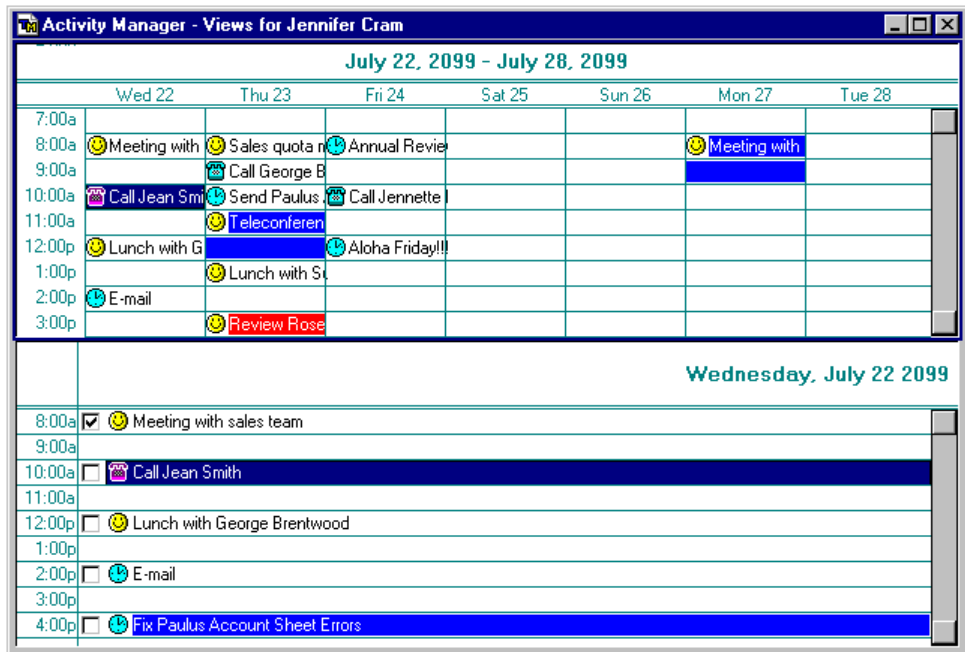 Activity Manager - Views for Jennifer Cram
July 22, 2099 - July 28, 2099
Wed 22 Thu 23 Fri 24 Sat 25 Sun 26 Mon 27 Tue 28
7:00a
8:00a Meeting with Sales quota Annual Revie Meeting with
9:00a Call George B
10:00a Call Jean Smi Send Paulus Call Jennette
11:00a Teleconferen
12:00p Lunch with G Aloha Friday!!!
1:00p Lunch with Su
2:00p E-mail
3:00p Review Rose
Wednesday, July 22 2099
8:00a Meeting with sales team
9:00a
10:00a Call Jean Smith
11:00a
12:00p Lunch with George Brentwood
1:00p
2:00p E-mail
3:00p
4:00p Fix Paulus Account Sheet Errors